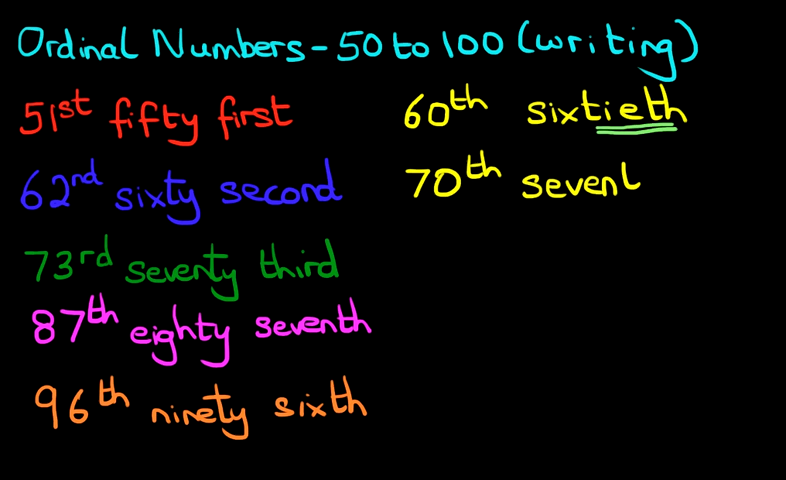 Ordinal Numbers - 50 to 100 (writing)
51st fifty first
62nd sixty second
73rd seventy third
87th eighty seventh
96th ninety sixth
60th sixtieth
70th sevent